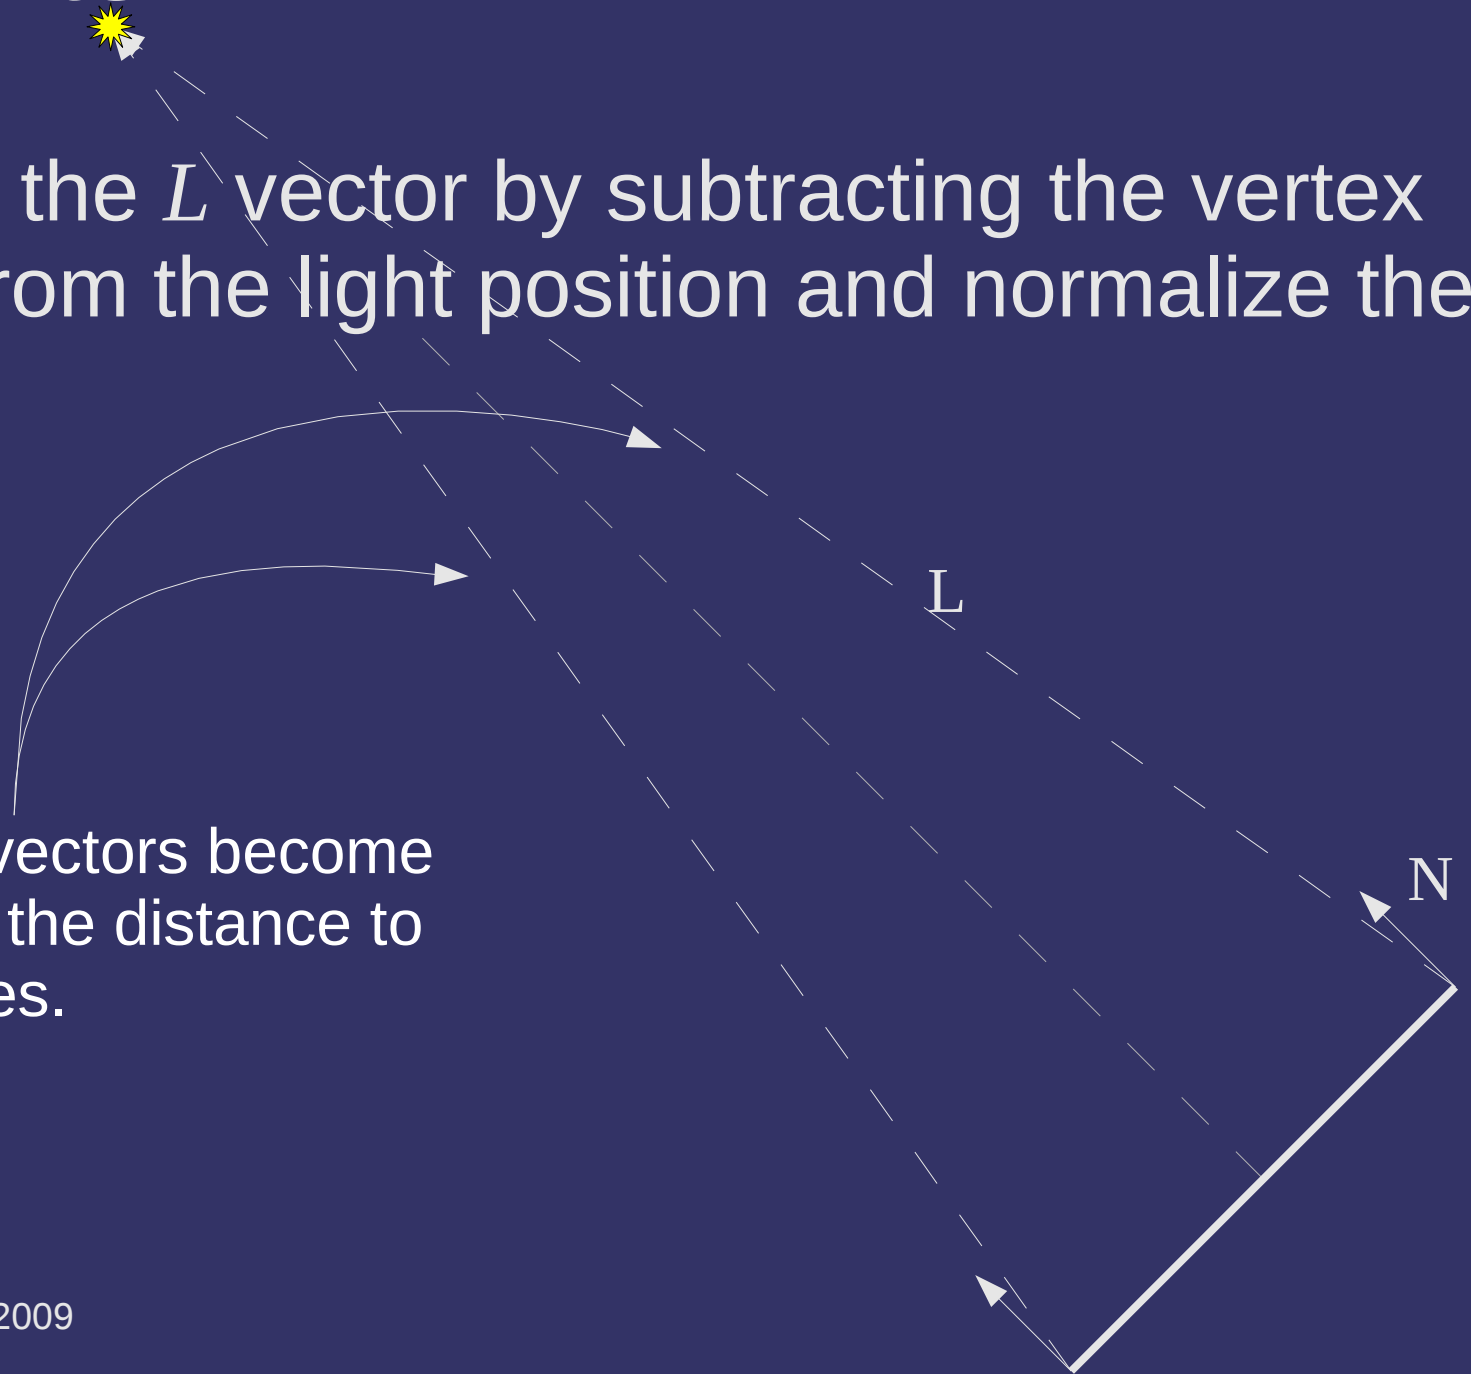 the L vector by subtracting the vertex
rom the light position and normalize the
L
N
vectors become
the distance to
es.
2009